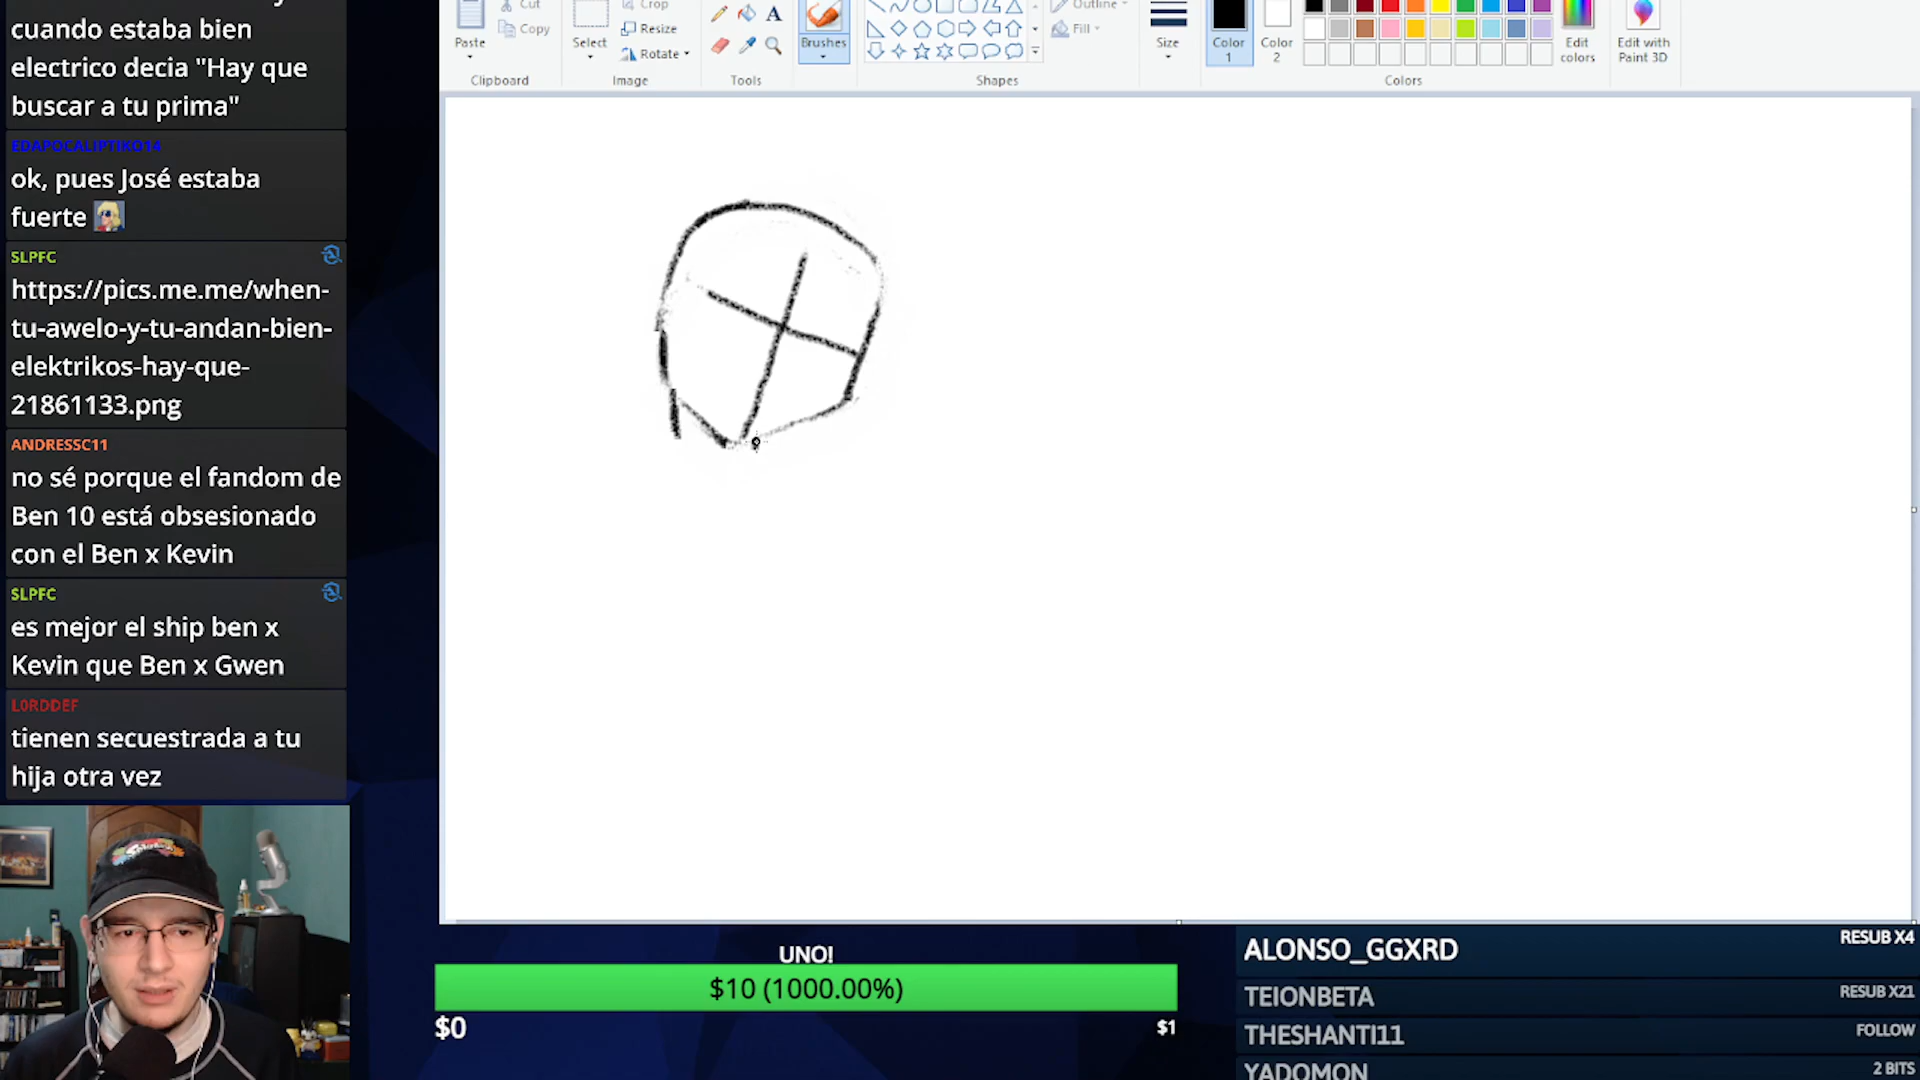 cuando estaba bien
electrico decia "Hay que
buscar a tu prima"
EDAPOCALIPTIKO14
ok, pues José estaba
fuerte
SLPFC
https://pics.me.me/when-
tu-awelo-y-tu-andan-bien-
elektrikos-hay-que-
21861133.png
ANDRESSC11
no sé porque el fandom de
Ben 10 está obsesionado
con el Ben x Kevin
SLPFC
es mejor el ship ben x
Kevin que Ben x Gwen
L0RDDEF
tienen secuestrada a tu
hija otra vez
Paste
Cut
Copy
Clipboard
Select
Crop
Resize
Rotate
Image
A
Tools
Brushes
Outline
Fill
Shapes
Size
Color
1
Color
2
Edit
colors
Edit with
Paint 3D
Colors
UNO!
$10 (1000.00%)
$0
$1
ALONSO_GGXRD RESUB X4
TEIONBETA RESUB X21
THESHANTI11 FOLLOW
YADOMON 2 BITS